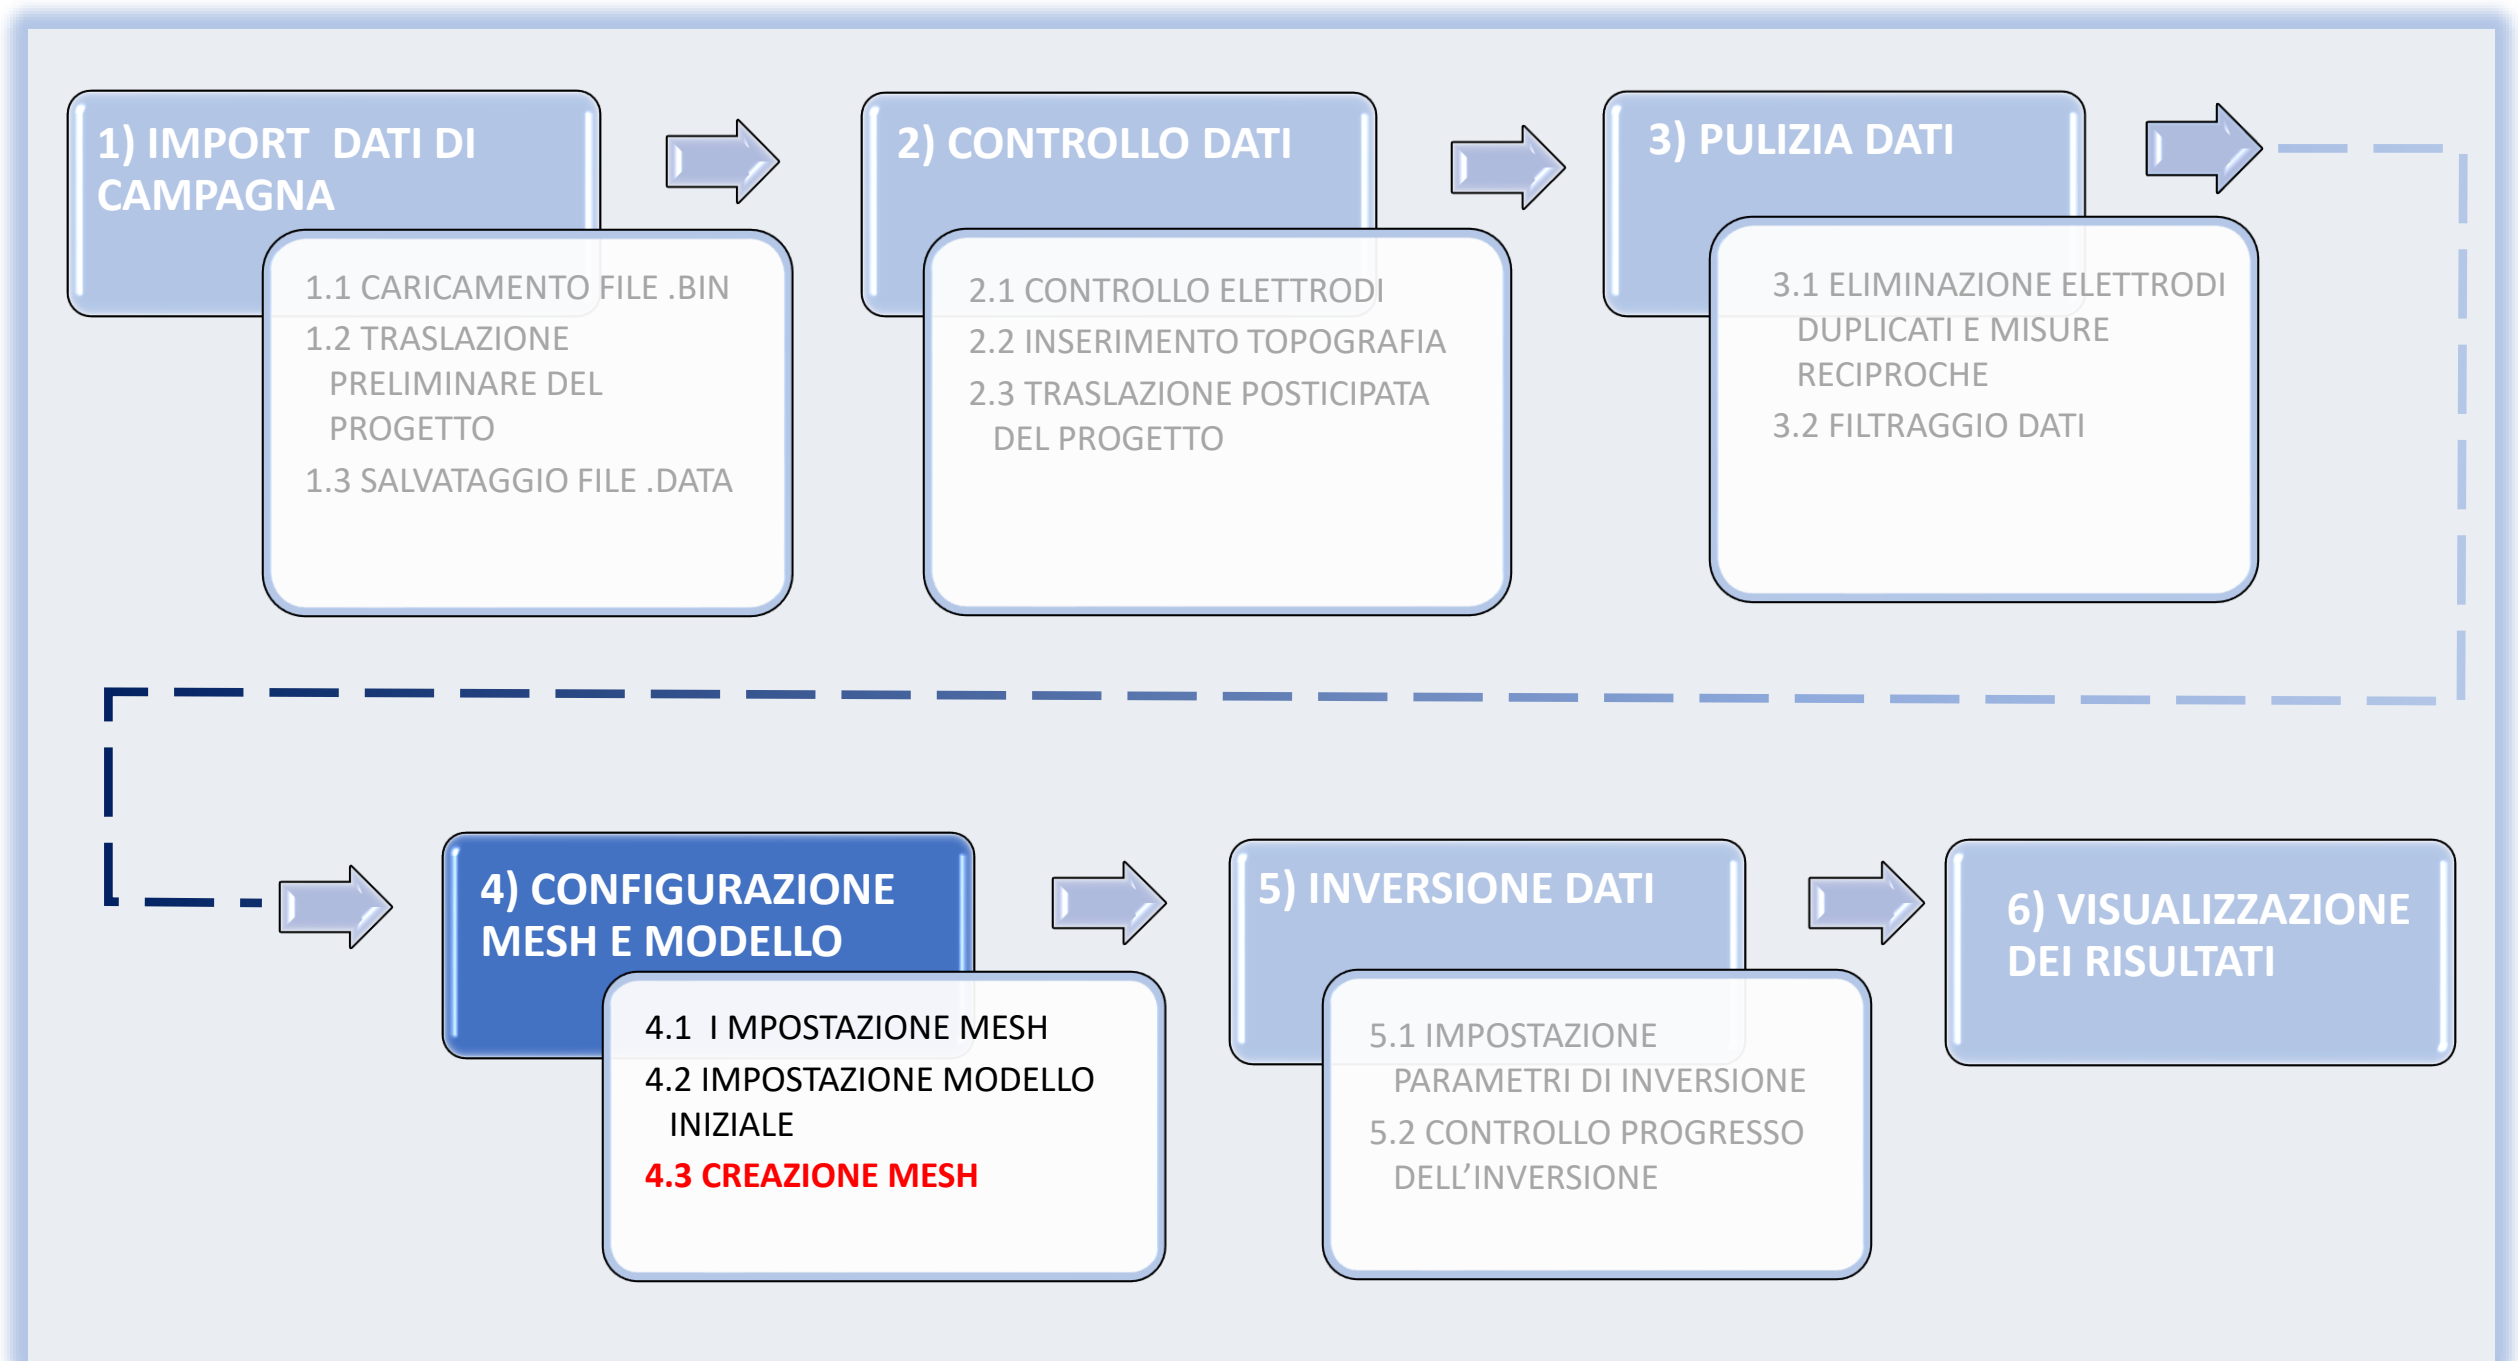 1) IMPORT  DATI DI
CAMPAGNA
1.1 CARICAMENTO FILE .BIN
1.2 TRASLAZIONE
PRELIMINARE DEL
PROGETTO
1.3 SALVATAGGIO FILE .DATA
2) CONTROLLO DATI
2.1 CONTROLLO ELETTRODI
2.2 INSERIMENTO TOPOGRAFIA
2.3 TRASLAZIONE POSTICIPATA
DEL PROGETTO
3) PULIZIA DATI
3.1 ELIMINAZIONE ELETTRODI
DUPLICATI E MISURE
RECIPROCHE
3.2 FILTRAGGIO DATI
4) CONFIGURAZIONE
MESH E MODELLO
4.1  I MPOSTAZIONE MESH
4.2 IMPOSTAZIONE MODELLO
INIZIALE
4.3 CREAZIONE MESH
5) INVERSIONE DATI
5.1 IMPOSTAZIONE
PARAMETRI DI INVERSIONE
5.2 CONTROLLO PROGRESSO
DELL’INVERSIONE
6) VISUALIZZAZIONE
DEI RISULTATI